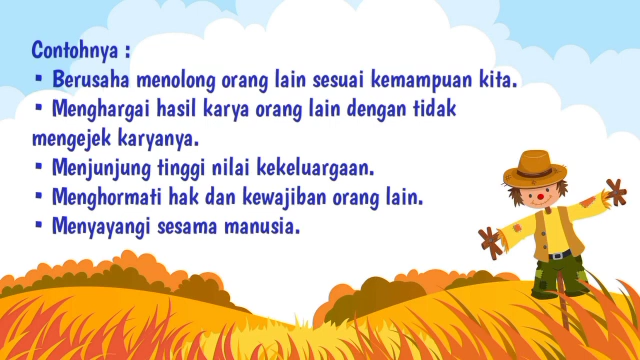 Contohnya :
▪ Berusaha menolong orang lain sesuai kemampuan kita.
▪ Menghargai hasil karya orang lain dengan tidak
mengejek karyanya.
▪ Menjunjung tinggi nilai kekeluargaan.
▪ Menghormati hak dan kewajiban orang lain.
▪ Menyayangi sesama manusia.